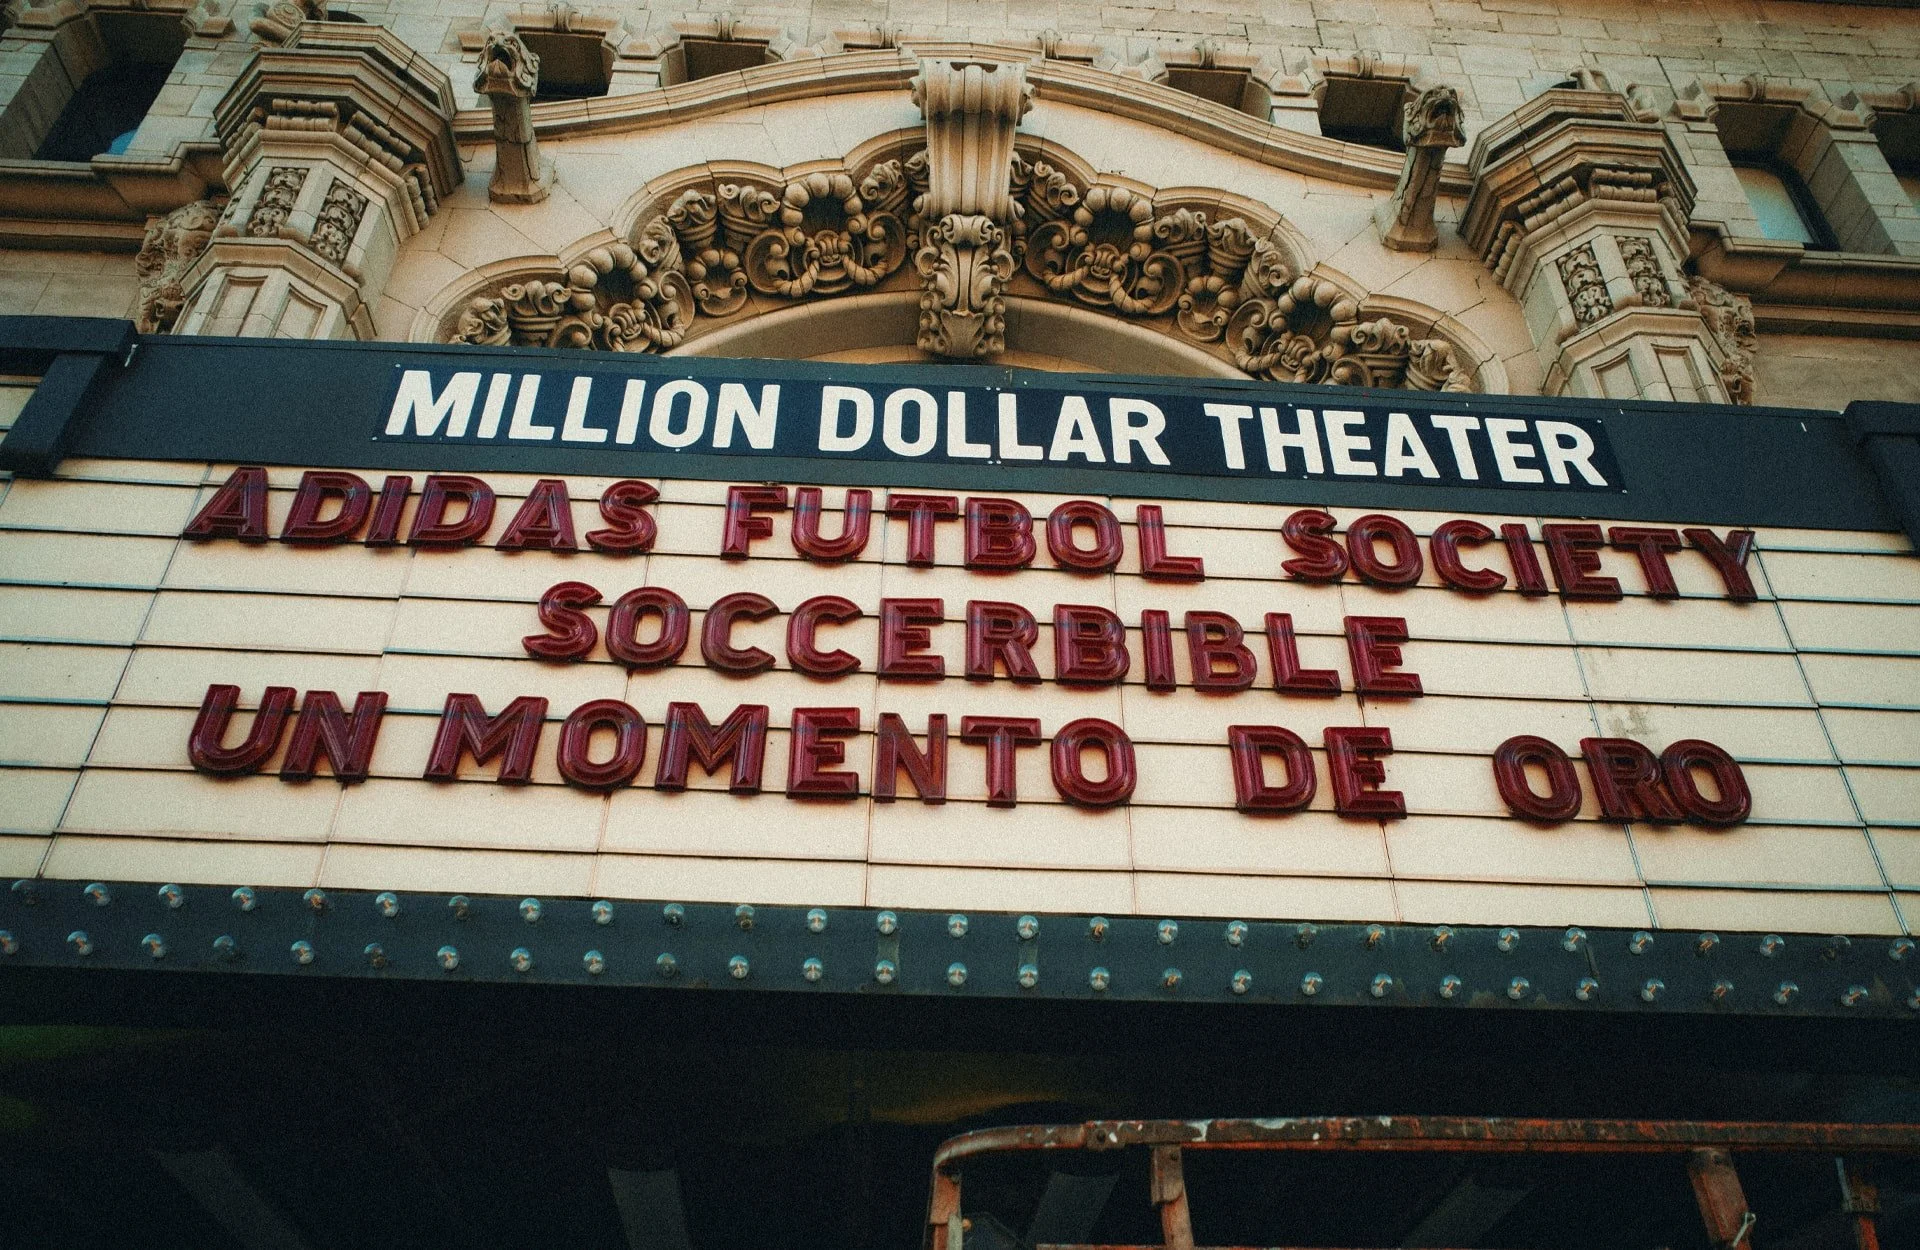 MILLION DOLLAR THEATER
ADIDAS FUTBOL SOCIETY
SOCCERBIBLE
UN MOMENTO DE ORO